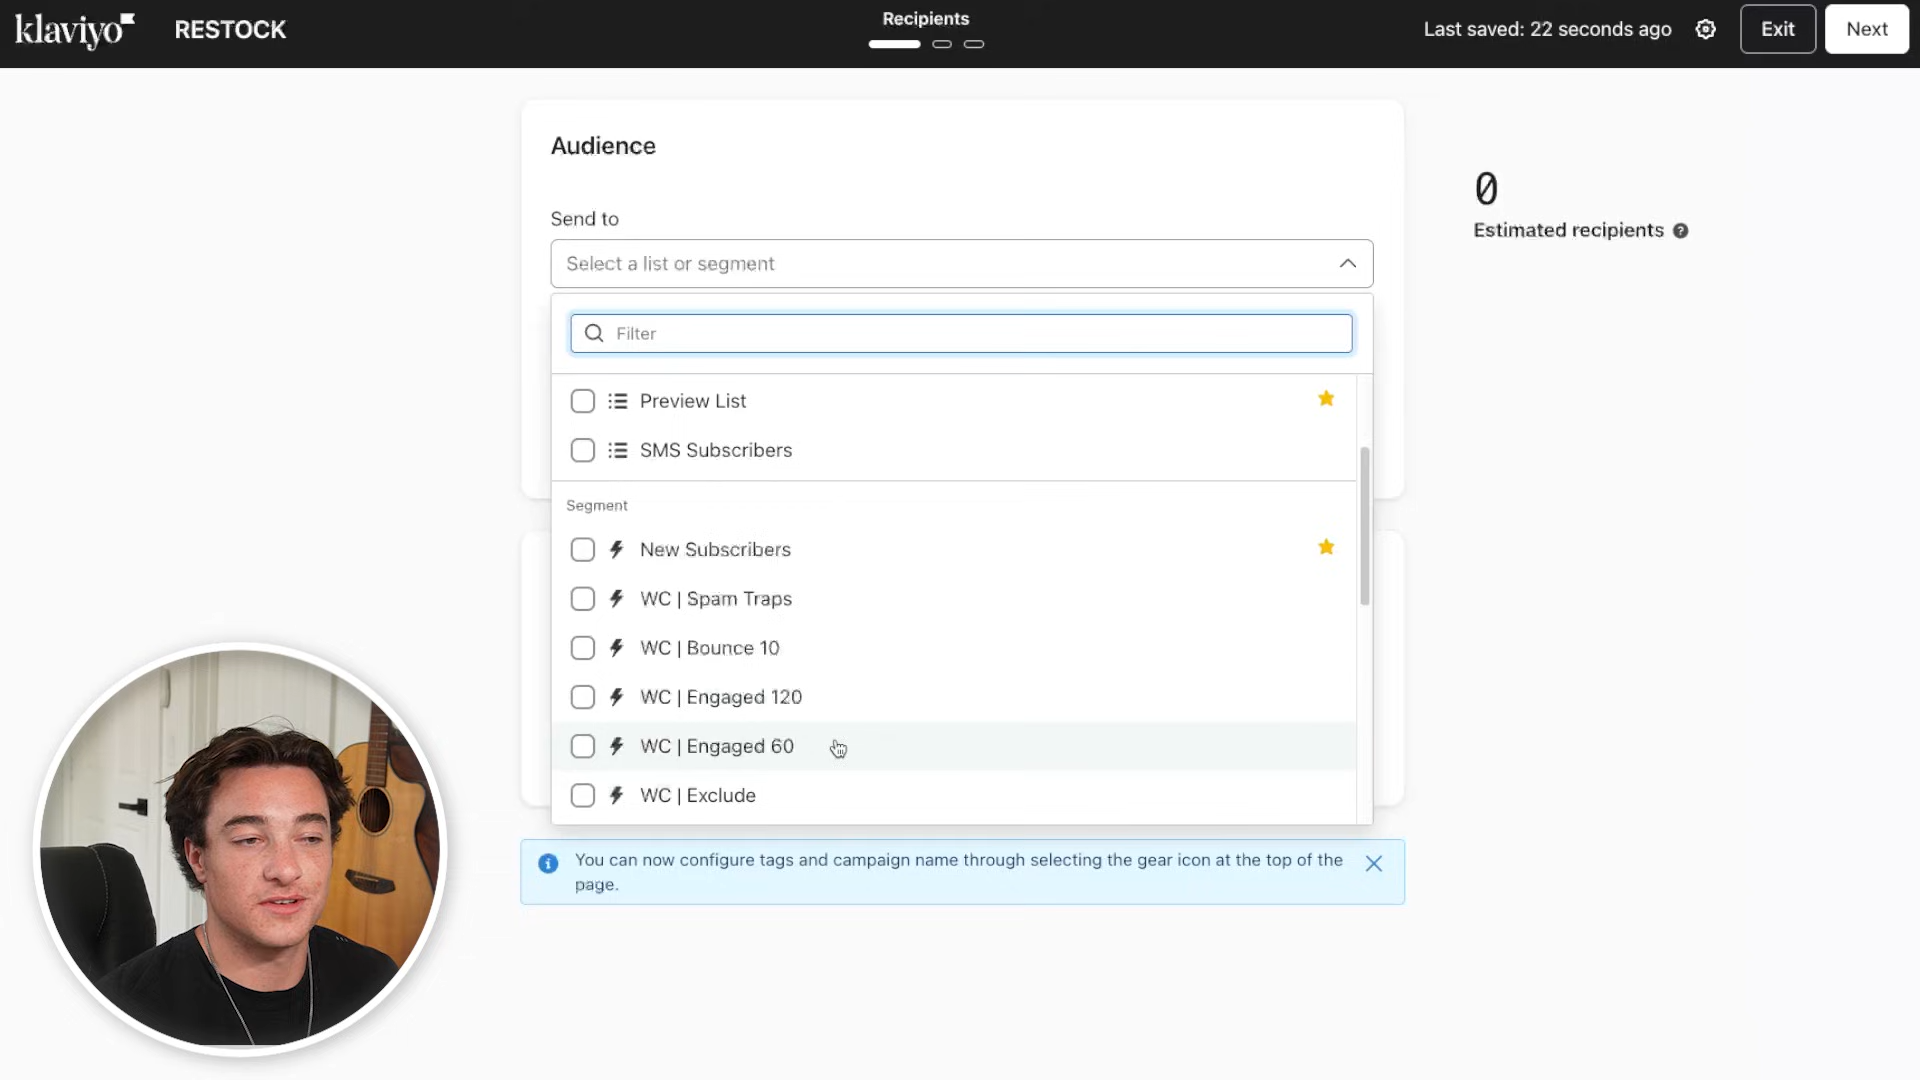 klaviyo
RESTOCK
Recipients
Last saved: 22 seconds ago
Exit
Next
Audience
0
Estimated recipients
Send to
Select a list or segment
Filter
Preview List
SMS Subscribers
Segment
New Subscribers
WC | Spam Traps
WC | Bounce 10
WC | Engaged 120
WC | Engaged 60
WC | Exclude
You can now configure tags and campaign name through selecting the gear icon at the top of the
page.